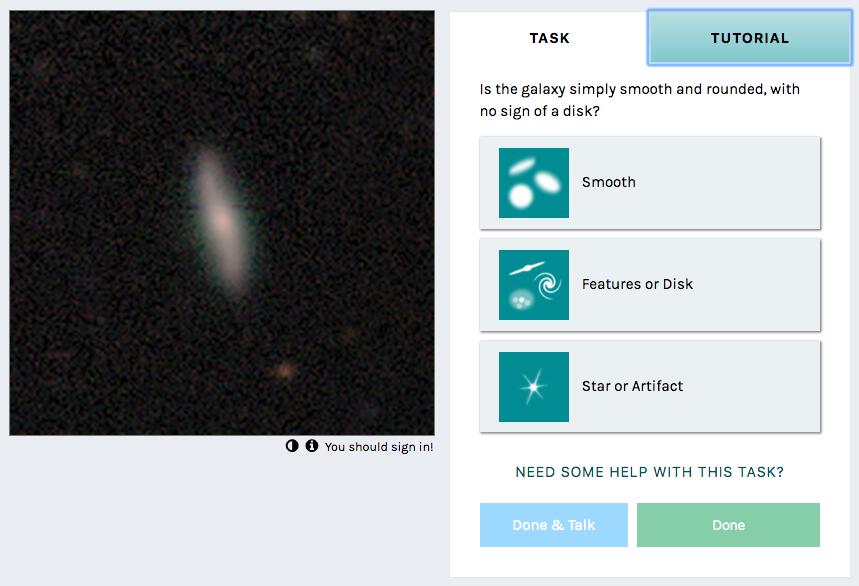 TASK
TUTORIAL
Is the galaxy simply smooth and rounded, with
no sign of a disk?
Smooth
Features or Disk
Star or Artifact
You should sign in!
NEED SOME HELP WITH THIS TASK?
Done & Talk
Done